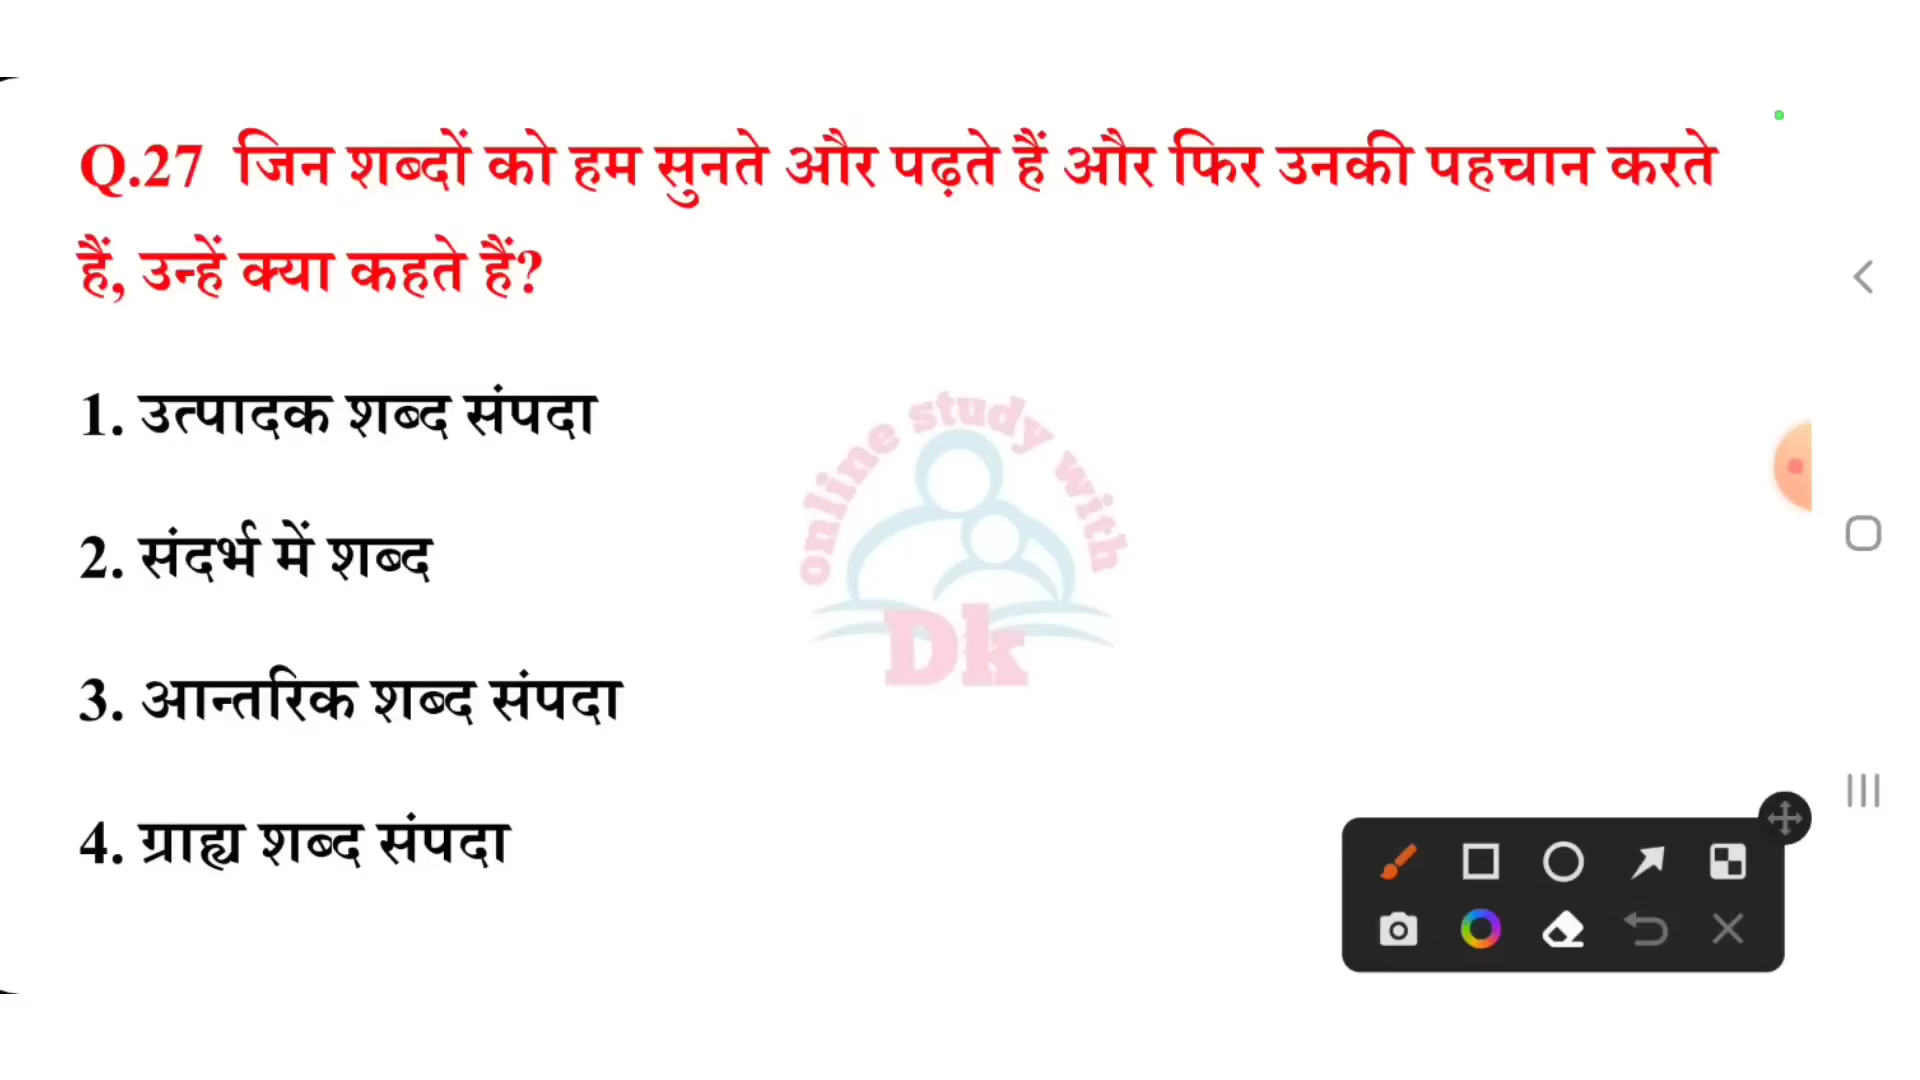 Q.27 जिन शब्दों को हम सुनते और पढ़ते हैं और फिर उनकी पहचान करते
हैं, उन्हें क्या कहते हैं?
1. उत्पादक शब्द संपदा
2. संदर्भ में शब्द
3. आन्तरिक शब्द संपदा
4. ग्राह्य शब्द संपदा
online study with
Dk